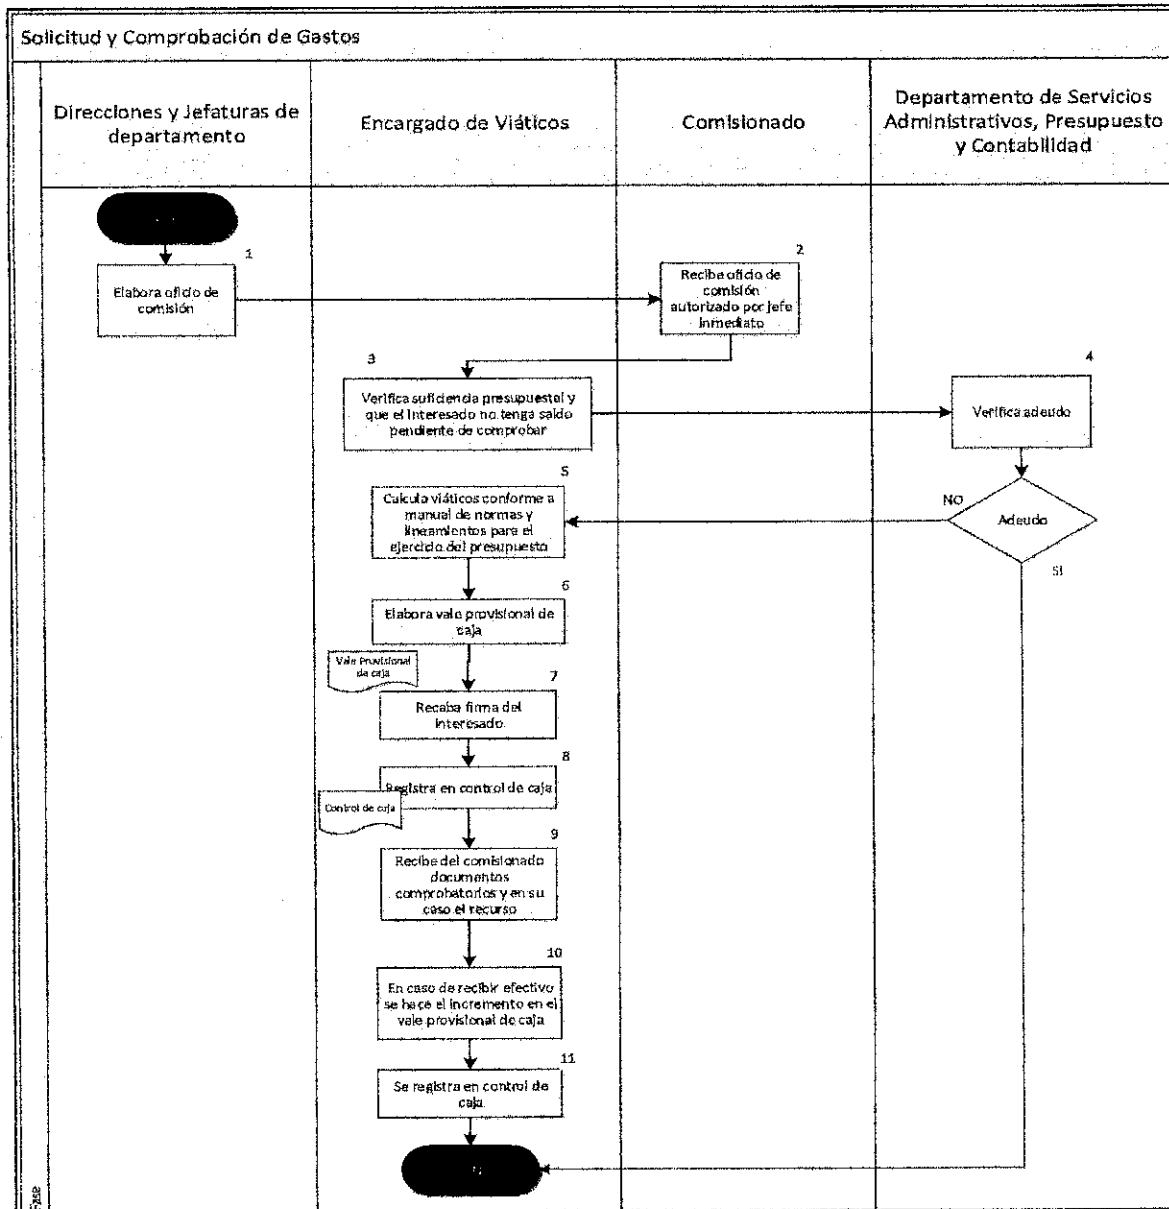 Solicitud y Comprobación de Gastos
Direcciones y Jefaturas de
departamento
Encargado de Viáticos
Comisionado
Departamento de Servicios
Administrativos, Presupuesto
y Contabilidad
1
Elabora oficio de
comisión
2
Recibe oficio de
comisión
autorizado por jefe
inmediato
3
Verifica suficiencia presupuestal y
que el interesado no tenga saldo
pendiente de comprobar
4
Verifica adeudo
Adeudo
NO
SI
5
Calcula viáticos conforme a
manual de normas y
lineamientos para el
ejercicio del presupuesto
6
Elabora vale provisional de
caja
Vale Provisional
de caja
7
Recaba firma del
interesado
8
Registra en control de caja
Control de caja
9
Recibe del comisionado
documentos
comprobatorios y en su
caso el recurso
10
En caso de recibir efectivo
se hace el incremento en el
vale provisional de caja
11
Se registra en control de
caja
Fase